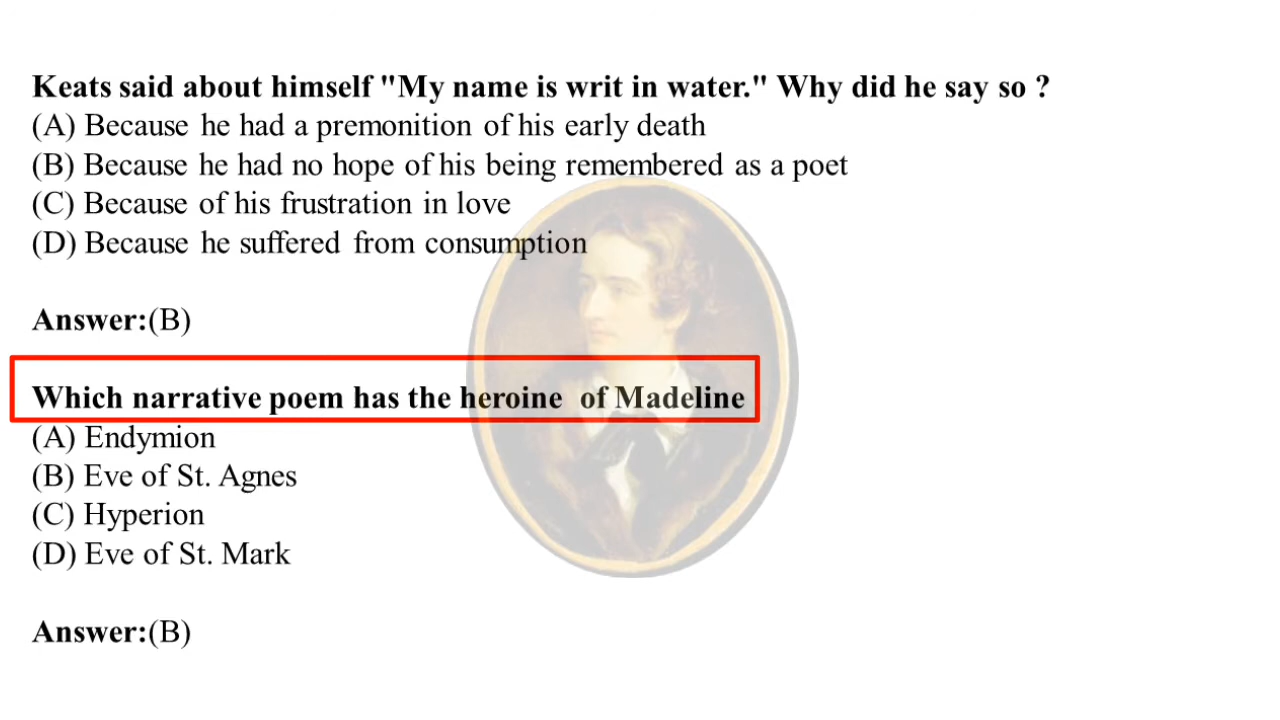 Keats said about himself "My name is writ in water." Why did he say so ?
(A) Because he had a premonition of his early death
(B) Because he had no hope of his being remembered as a poet
(C) Because of his frustration in love
(D) Because he suffered from consumption
Answer:(B)
Which narrative poem has the heroine of Madeline
(A) Endymion
(B) Eve of St. Agnes
(C) Hyperion
(D) Eve of St. Mark
Answer:(B)